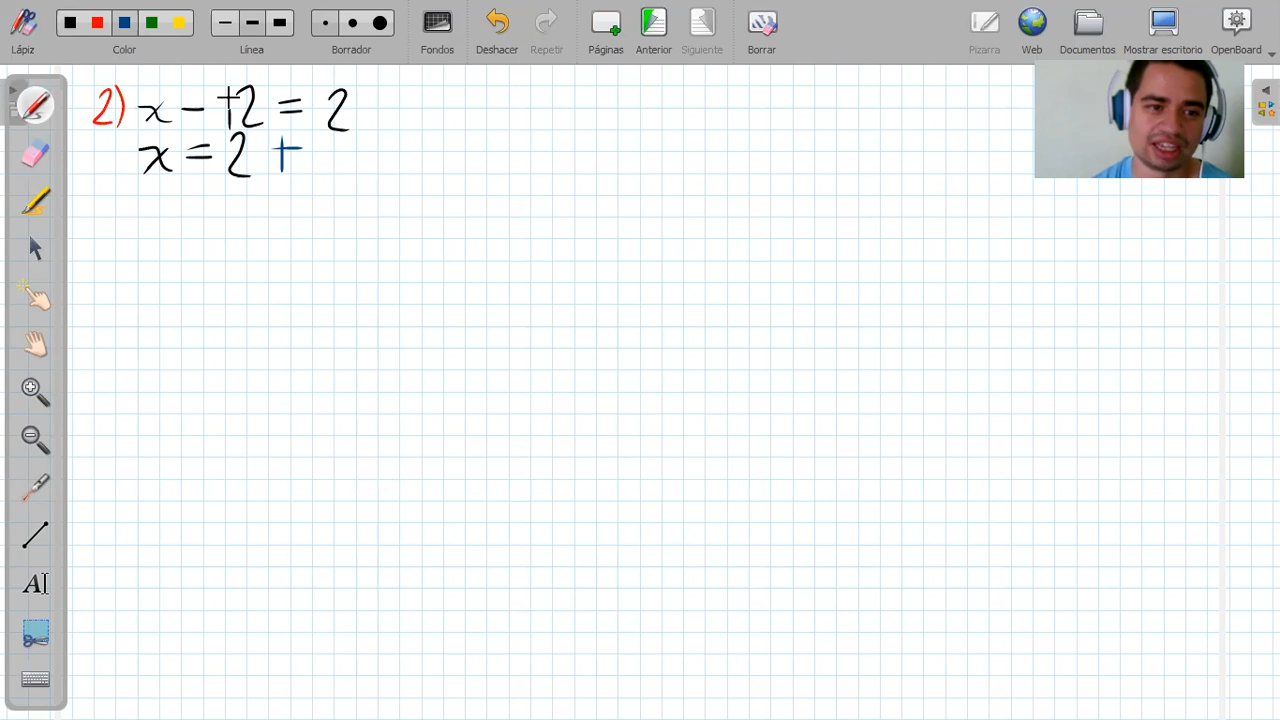 Lápiz Color Línea Borrador Fondos Deshacer Repetir Páginas Anterior Siguiente Borrar Pizarra Web Documentos Mostrar escritorio OpenBoard
2) x - 12 = 2
x = 2 +